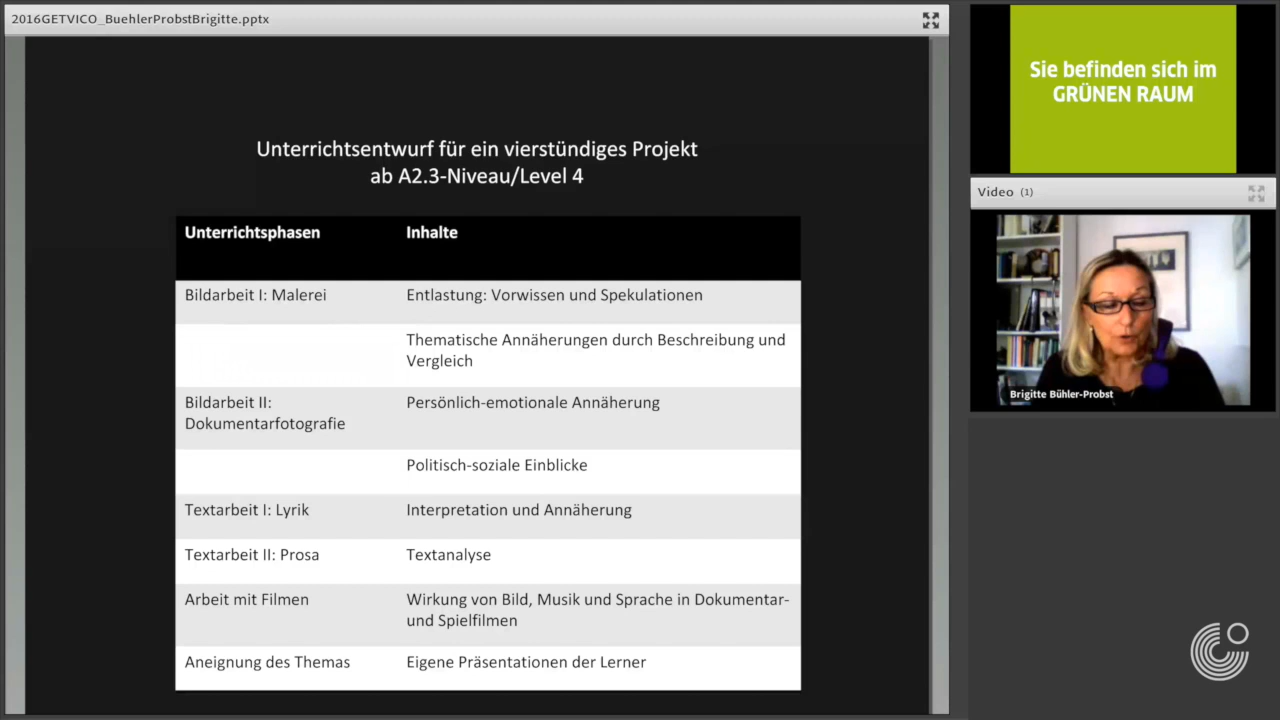 2016GETVICO_BuehlerProbstBrigitte.pptx
Unterrichtsentwurf für ein vierstündiges Projekt
ab A2.3-Niveau/Level 4
Unterrichtsphasen Inhalte
Bildarbeit I: Malerei Entlastung: Vorwissen und Spekulationen
Thematische Annäherungen durch Beschreibung und
Vergleich
Bildarbeit II: Persönlich-emotionale Annäherung
Dokumentarfotografie
Politisch-soziale Einblicke
Textarbeit I: Lyrik Interpretation und Annäherung
Textarbeit II: Prosa Textanalyse
Arbeit mit Filmen Wirkung von Bild, Musik und Sprache in Dokumentar-
und Spielfilmen
Aneignung des Themas Eigene Präsentationen der Lerner
Sie befinden sich im
GRÜNEN RAUM
Video (1)
Brigitte Bühler-Probst